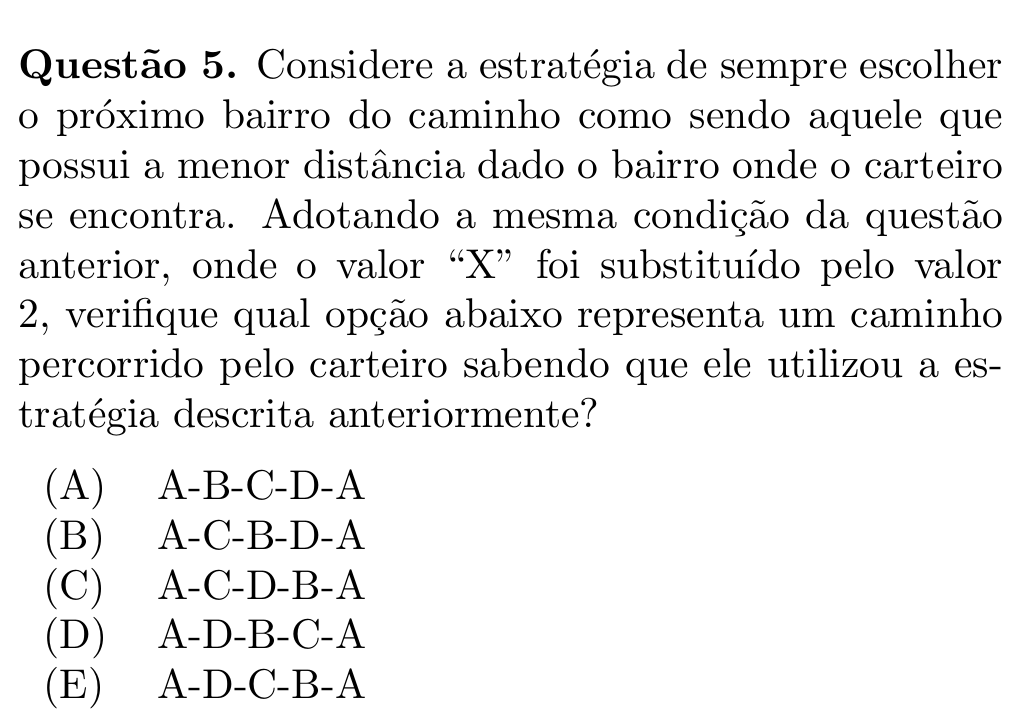 Questão 5. Considere a estratégia de sempre escolher
o próximo bairro do caminho como sendo aquele que
possui a menor distância dado o bairro onde o carteiro
se encontra. Adotando a mesma condição da questão
anterior, onde o valor “X” foi substituído pelo valor
2, verifique qual opção abaixo representa um caminho
percorrido pelo carteiro sabendo que ele utilizou a es-
tratégia descrita anteriormente?
(A) A-B-C-D-A
(B) A-C-B-D-A
(C) A-C-D-B-A
(D) A-D-B-C-A
(E) A-D-C-B-A